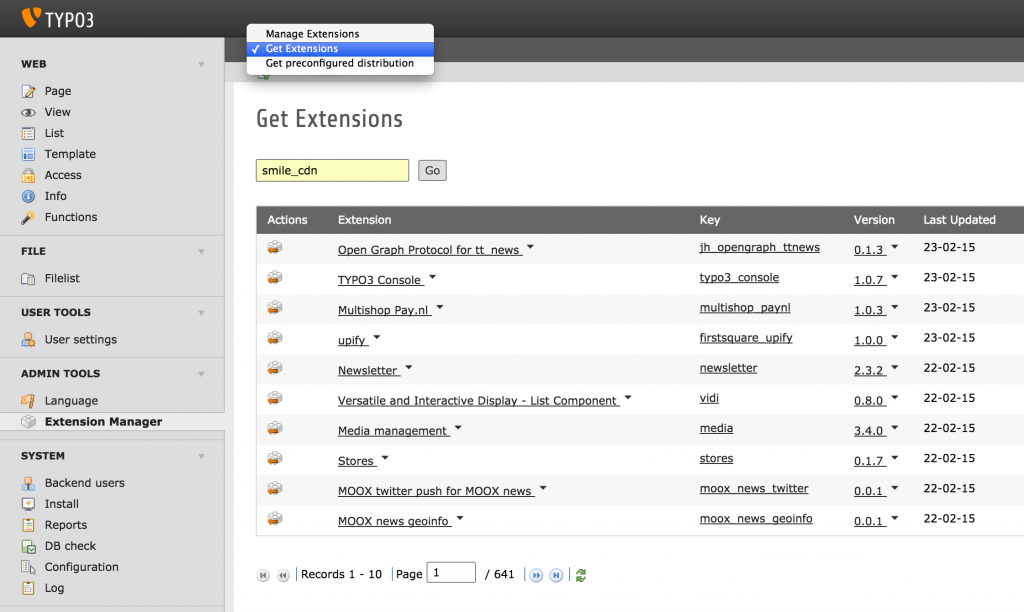 TYPO3
Manage Extensions
✓ Get Extensions
Get preconfigured distribution
WEB
Page
View
List
Template
Access
Info
Functions
FILE
Filelist
USER TOOLS
User settings
ADMIN TOOLS
Language
Extension Manager
SYSTEM
Backend users
Install
Reports
DB check
Configuration
Log
Get Extensions
smile_cdn Go
Actions Extension Key Version Last Updated
Open Graph Protocol for tt_news jh_opengraph_ttnews 0.1.3 23-02-15
TYPO3 Console typo3_console 1.0.7 23-02-15
Multishop Pay.nl multishop_paynl 1.0.3 23-02-15
upify firstsquare_upify 1.0.0 23-02-15
Newsletter newsletter 2.3.2 22-02-15
Versatile and Interactive Display - List Component vidi 0.8.0 22-02-15
Media management media 3.4.0 22-02-15
Stores stores 0.1.7 22-02-15
MOOX twitter push for MOOX news moox_news_twitter 0.0.1 22-02-15
MOOX news geoinfo moox_news_geoinfo 0.0.1 22-02-15
Records 1 - 10 Page 1 / 641